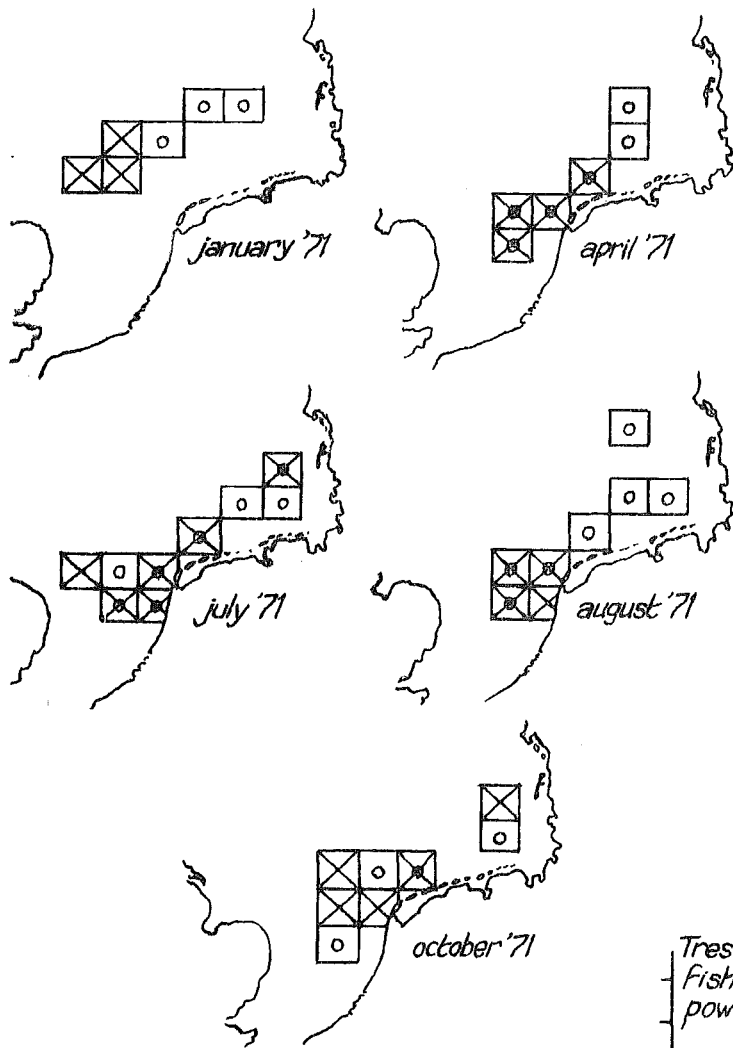 january '71
april '71
july '71
august '71
october '71
Tres
Fish
pow